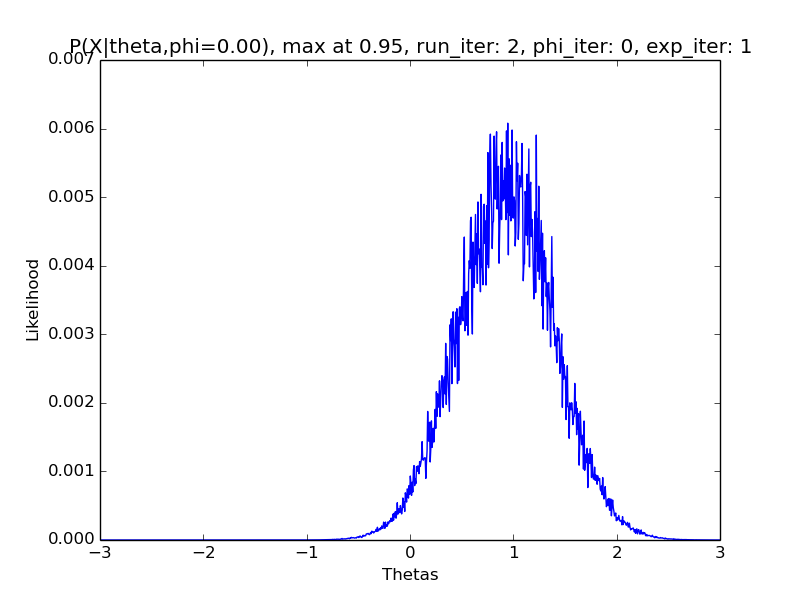 P(X|theta,phi=0.00), max at 0.95, run_iter: 2, phi_iter: 0, exp_iter: 1
0.007
0.006
0.005
0.004
0.003
0.002
0.001
0.000
Likelihood
−3 −2 −1 0 1 2 3
Thetas